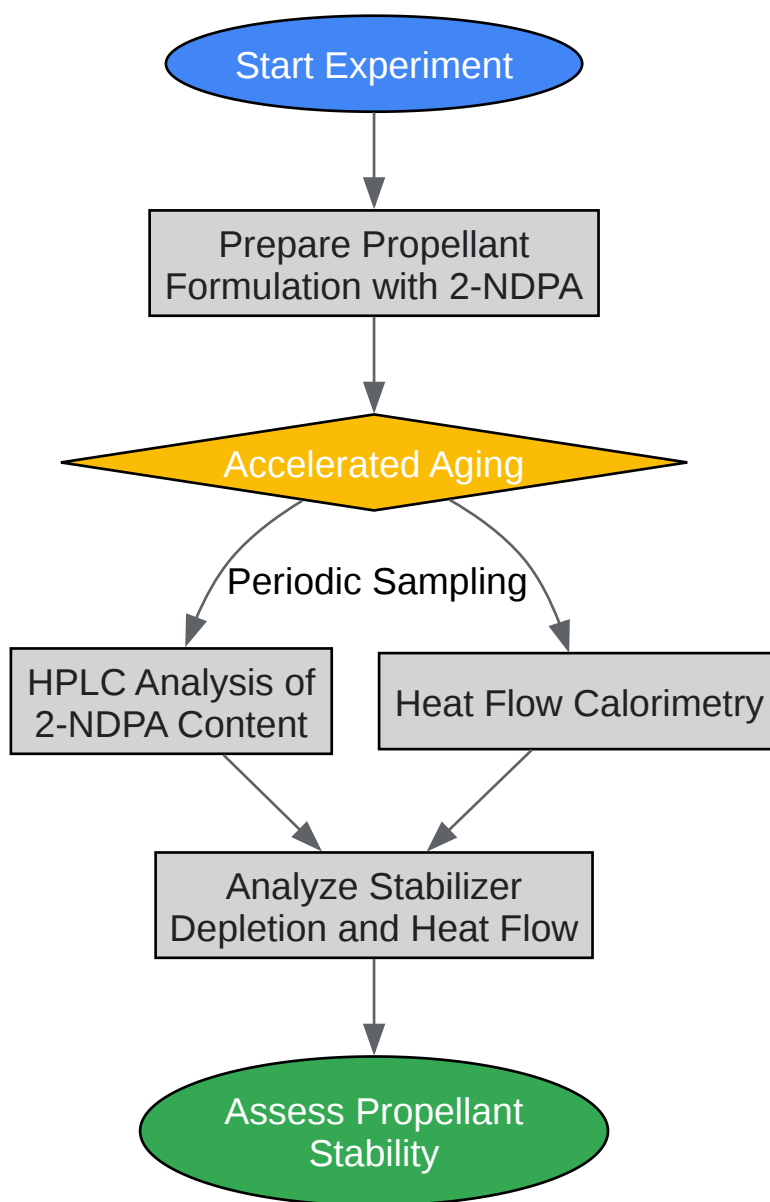 Start Experiment
Prepare Propellant
Formulation with 2-NDPA
Accelerated Aging
Periodic Sampling
HPLC Analysis of
2-NDPA Content
Heat Flow Calorimetry
Analyze Stabilizer
Depletion and Heat Flow
Assess Propellant
Stability